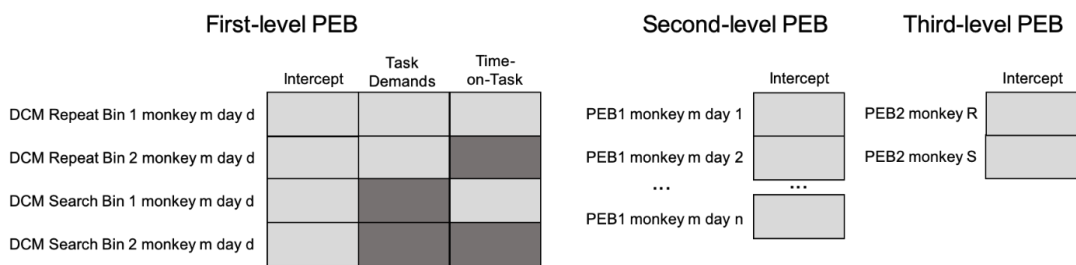 First-level PEB
Second-level PEB
Third-level PEB
Intercept
Task
Demands
Time-
on-Task
Intercept
Intercept
DCM Repeat Bin 1 monkey m day d
DCM Repeat Bin 2 monkey m day d
DCM Search Bin 1 monkey m day d
DCM Search Bin 2 monkey m day d
PEB1 monkey m day 1
PEB1 monkey m day 2
... ...
PEB1 monkey m day n
PEB2 monkey R
PEB2 monkey S